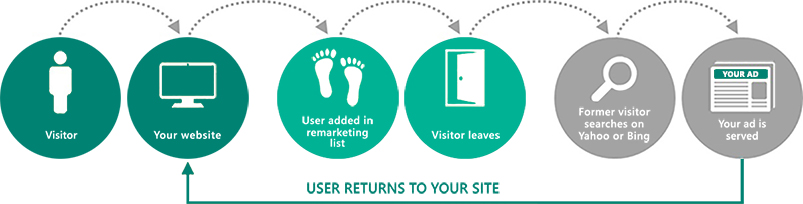 Visitor
Your website
User added in
remarketing
list
Visitor leaves
Former visitor
searches on
Yahoo or Bing
YOUR AD
Your ad is
served
USER RETURNS TO YOUR SITE